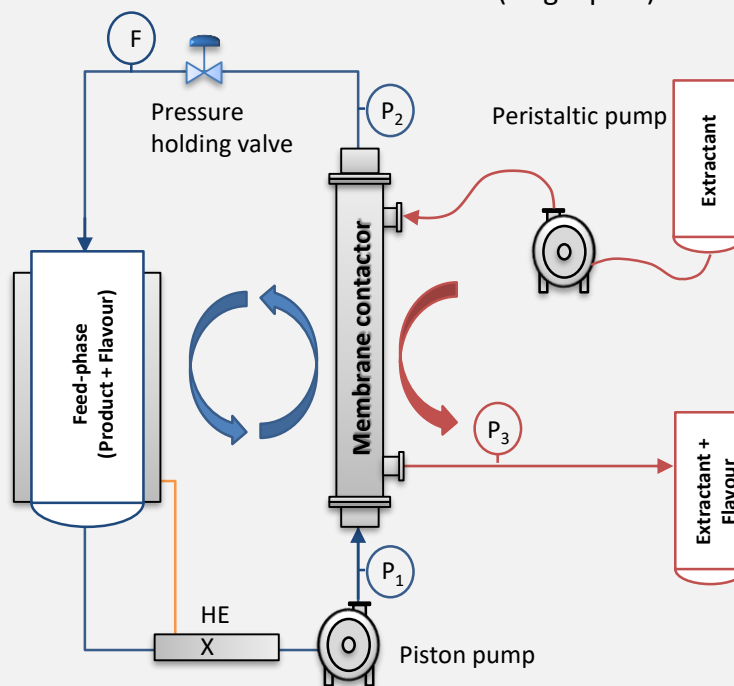 F
P2
Pressure
holding valve
Peristaltic pump
Extractant
Membrane contactor
Feed-phase
(Product + Flavour)
P3
Extractant +
Flavour
P1
HE
X
Piston pump